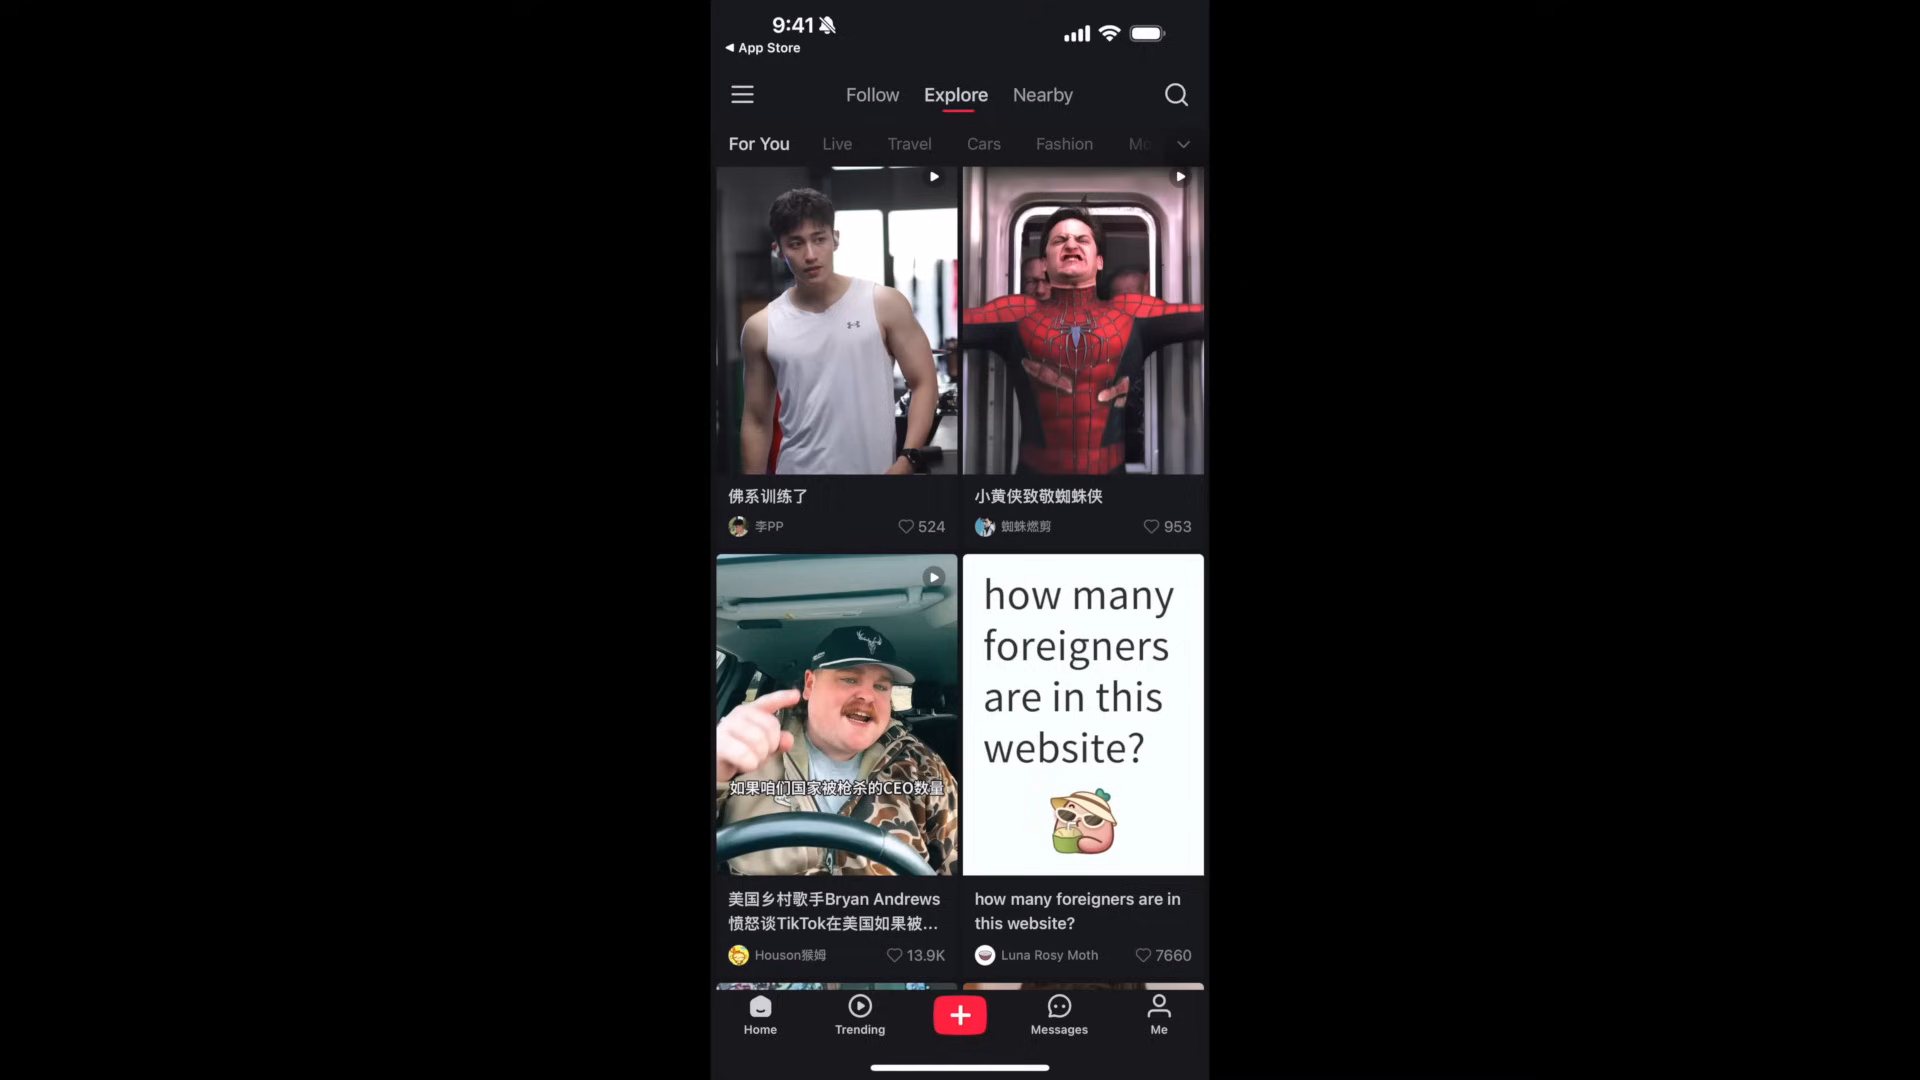 9:41
App Store
Follow
Explore
Nearby
For You
Live
Travel
Cars
Fashion
Mo
佛系训练了
李PP
524
小黄侠致敬蜘蛛侠
蜘蛛燃剪
953
如果咱们国家被枪杀的CEO数量
how many
foreigners
are in this
website?
美国乡村歌手Bryan Andrews
愤怒谈TikTok在美国如果被...
Houson猴姆
13.9K
how many foreigners are in
this website?
Luna Rosy Moth
7660
Home
Trending
Messages
Me